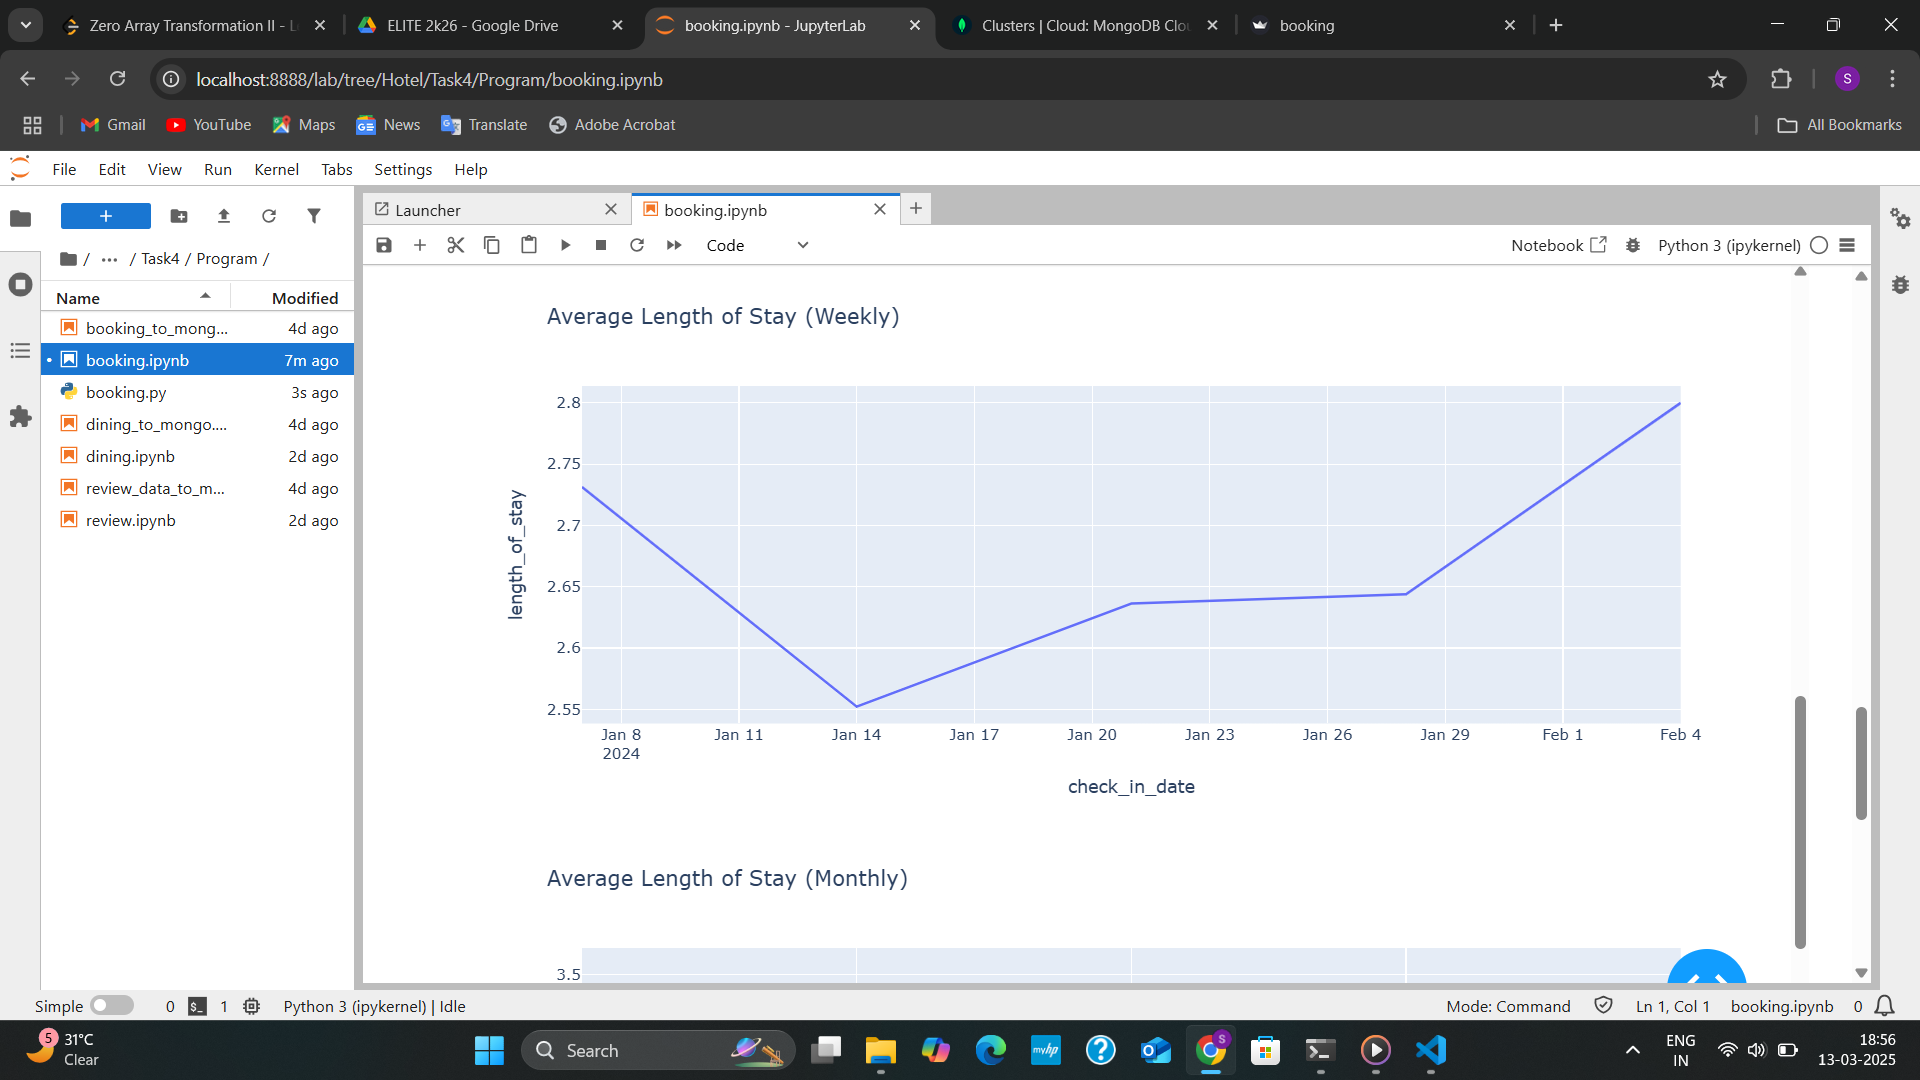 Zero Array Transformation II - L
ELITE 2k26 - Google Drive
booking.ipynb - JupyterLab
Clusters | Cloud: MongoDB Clo
booking
localhost:8888/lab/tree/Hotel/Task4/Program/booking.ipynb
S
Gmail
YouTube
Maps
News
Translate
Adobe Acrobat
All Bookmarks
File
Edit
View
Run
Kernel
Tabs
Settings
Help
Launcher
booking.ipynb
Code
Notebook
Python 3 (ipykernel)
/ ... / Task4 / Program /
Name
Modified
booking_to_mong...
4d ago
booking.ipynb
7m ago
booking.py
3s ago
dining_to_mongo....
4d ago
dining.ipynb
2d ago
review_data_to_m...
4d ago
review.ipynb
2d ago
Average Length of Stay (Weekly)
2.8
2.75
2.7
2.65
2.6
2.55
length_of_stay
Jan 8
2024
Jan 11
Jan 14
Jan 17
Jan 20
Jan 23
Jan 26
Jan 29
Feb 1
Feb 4
check_in_date
Average Length of Stay (Monthly)
3.5
Simple
0
$_
1
Python 3 (ipykernel) | Idle
Mode: Command
Ln 1, Col 1
booking.ipynb
0
5
31°C
Clear
Search
myhp
S
ENG
IN
18:56
13-03-2025